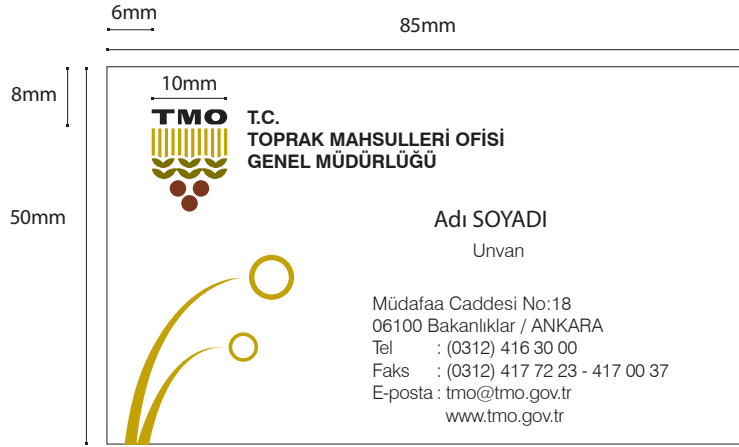 6mm
85mm
8mm
10mm
TMO
T.C.
TOPRAK MAHSULLERİ OFİSİ
GENEL MÜDÜRLÜĞÜ
50mm
Adı SOYADI
Unvan
Müdafaa Caddesi No:18
06100 Bakanlıklar / ANKARA
Tel : (0312) 416 30 00
Faks : (0312) 417 72 23 - 417 00 37
E-posta : tmo@tmo.gov.tr
www.tmo.gov.tr